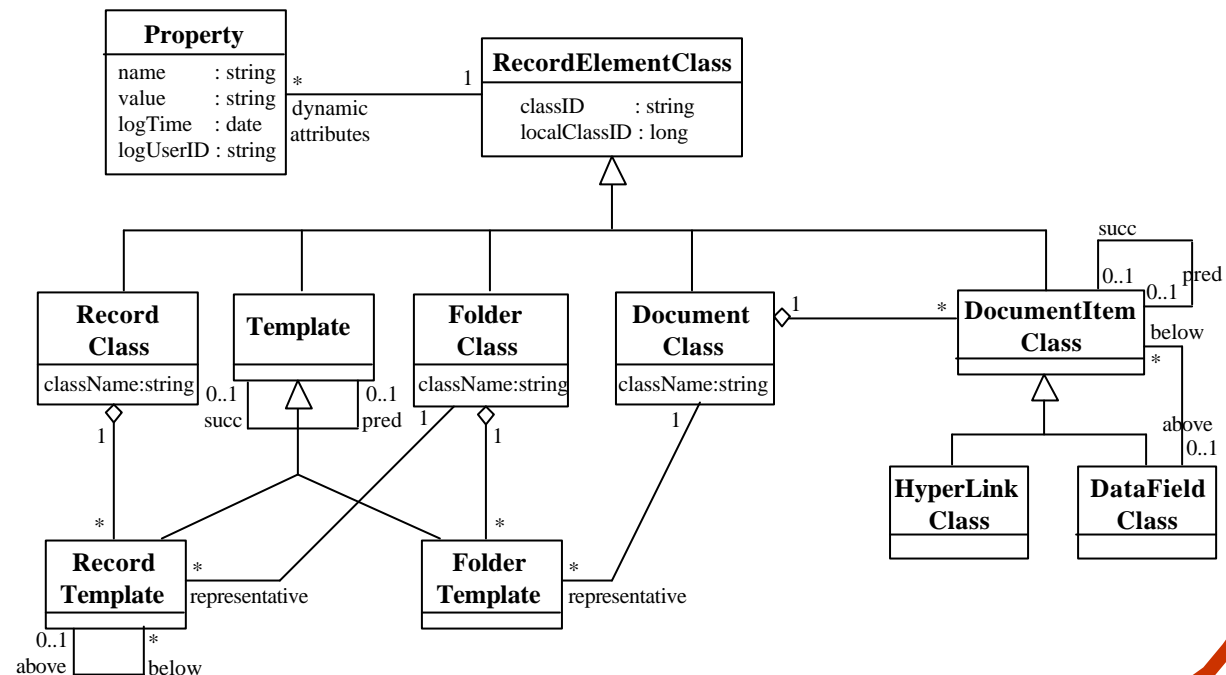 Property
name : string
value : string
logTime : date
logUserID : string
*
dynamic
attributes
1
RecordElementClass
classID : string
localClassID : long
succ
0..1
pred
0..1
Record
Class
className:string
Template
Folder
Class
className:string
Document
Class
className:string
1
*
DocumentItem
Class
below
*
0..1
succ
0..1
pred
1
1
1
1
above
0..1
HyperLink
Class
DataField
Class
*
*
Record
Template
*
representative
Folder
Template
*
representative
0..1
above
*
below